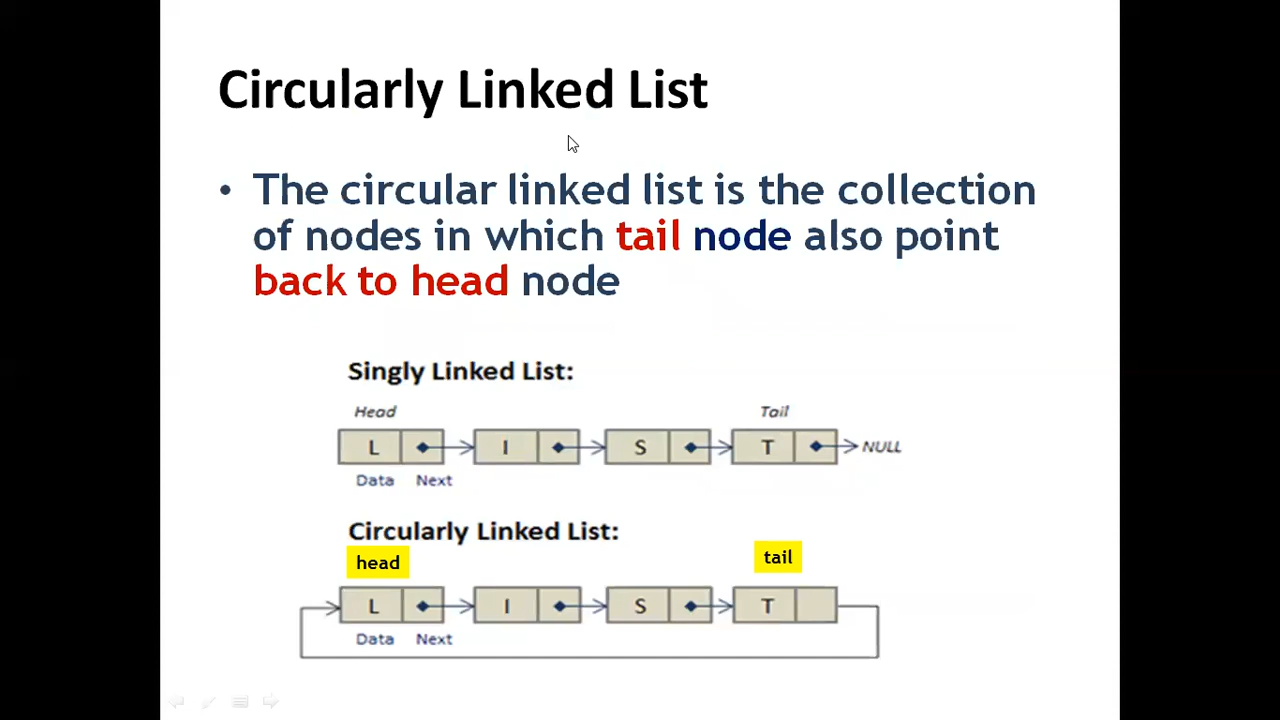 Circularly Linked List
• The circular linked list is the collection
of nodes in which tail node also point
back to head node
Singly Linked List:
Head Tail
L I S T NULL
Data Next
Circularly Linked List:
head tail
L I S T
Data Next